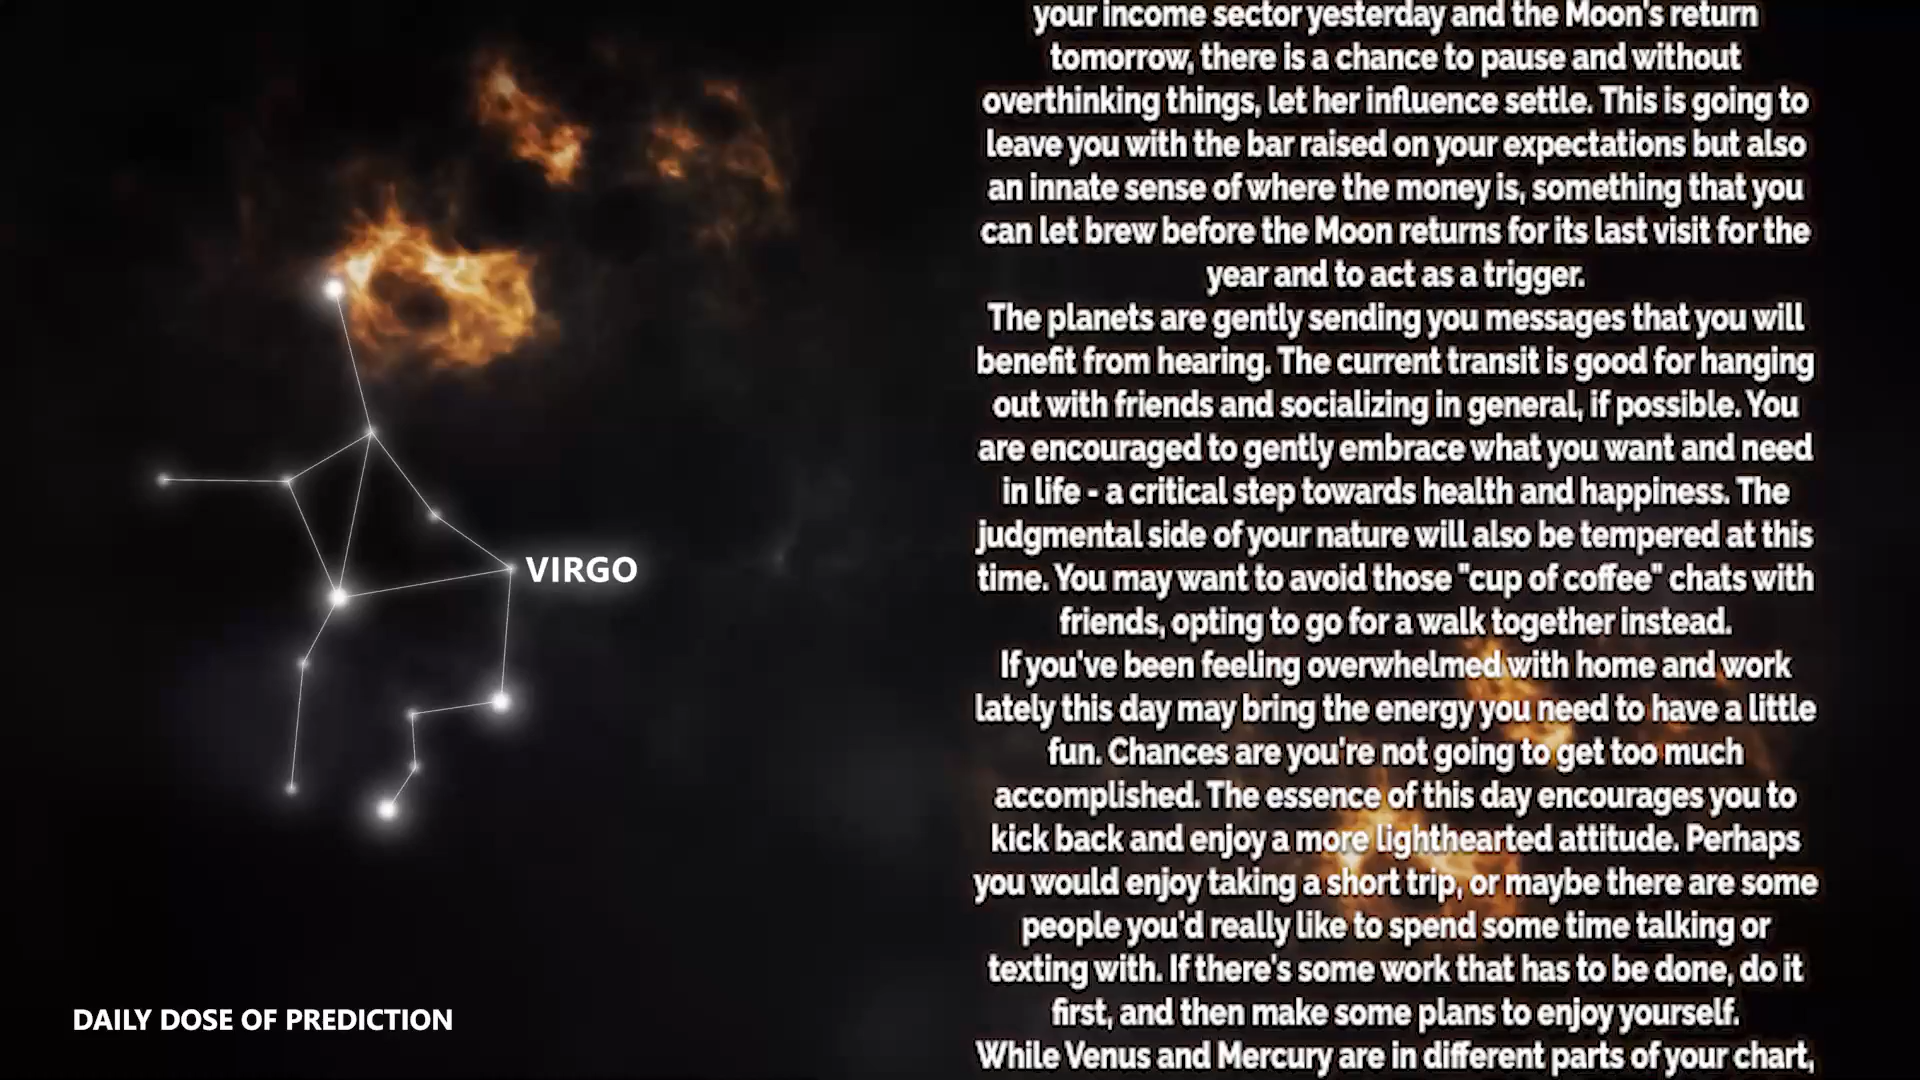 VIRGO
DAILY DOSE OF PREDICTION
your income sector yesterday and the Moon's return
tomorrow, there is a chance to pause and without
overthinking things, let her influence settle. This is going to
leave you with the bar raised on your expectations but also
an innate sense of where the money is, something that you
can let brew before the Moon returns for its last visit for the
year and to act as a trigger.
The planets are gently sending you messages that you will
benefit from hearing. The current transit is good for hanging
out with friends and socializing in general, if possible. You
are encouraged to gently embrace what you want and need
in life - a critical step towards health and happiness. The
judgmental side of your nature will also be tempered at this
time. You may want to avoid those "cup of coffee" chats with
friends, opting to go for a walk together instead.
If you've been feeling overwhelmed with home and work
lately this day may bring the energy you need to have a little
fun. Chances are you're not going to get too much
accomplished. The essence of this day encourages you to
kick back and enjoy a more lighthearted attitude. Perhaps
you would enjoy taking a short trip, or maybe there are some
people you'd really like to spend some time talking or
texting with. If there's some work that has to be done, do it
first, and then make some plans to enjoy yourself.
While Venus and Mercury are in different parts of your chart,